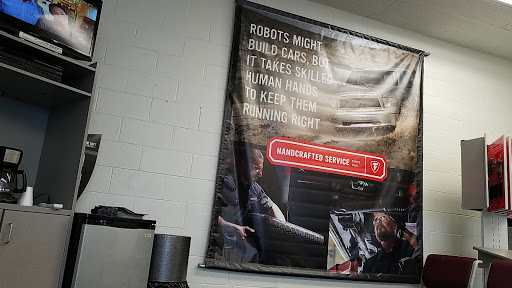 ROBOTS MIGHT
BUILD CARS, BUT
IT TAKES SKILLED
HUMAN HANDS
TO KEEP THEM
RUNNING RIGHT
HANDCRAFTED SERVICE